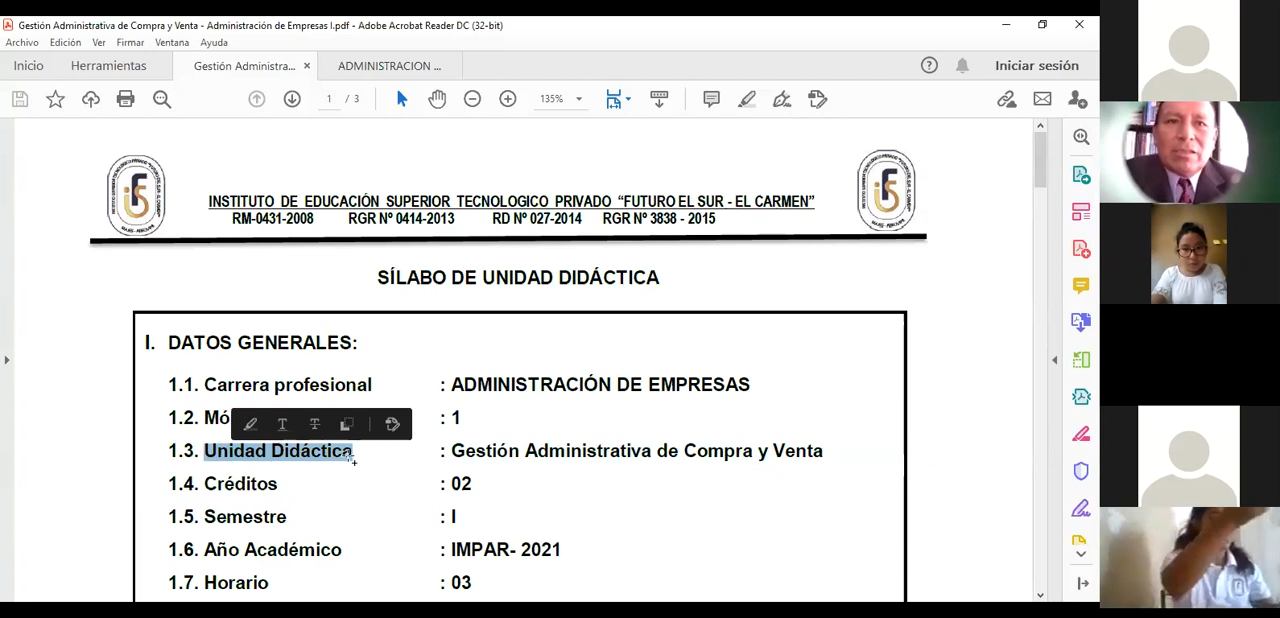 Gestión Administrativa de Compra y Venta - Administración de Empresas I.pdf - Adobe Acrobat Reader DC (32-bit)
Archivo Edición Ver Firmar Ventana Ayuda
Inicio Herramientas Gestión Administra... × ADMINISTRACION ... Iniciar sesión
1 / 3 135%
INSTITUTO DE EDUCACIÓN SUPERIOR TECNOLOGICO PRIVADO “FUTURO EL SUR - EL CARMEN”
RM-0431-2008 RGR Nº 0414-2013 RD Nº 027-2014 RGR Nº 3838 - 2015
SÍLABO DE UNIDAD DIDÁCTICA
I. DATOS GENERALES:
1.1. Carrera profesional : ADMINISTRACIÓN DE EMPRESAS
1.2. Mó : 1
1.3. Unidad Didáctica : Gestión Administrativa de Compra y Venta
1.4. Créditos : 02
1.5. Semestre : I
1.6. Año Académico : IMPAR- 2021
1.7. Horario : 03